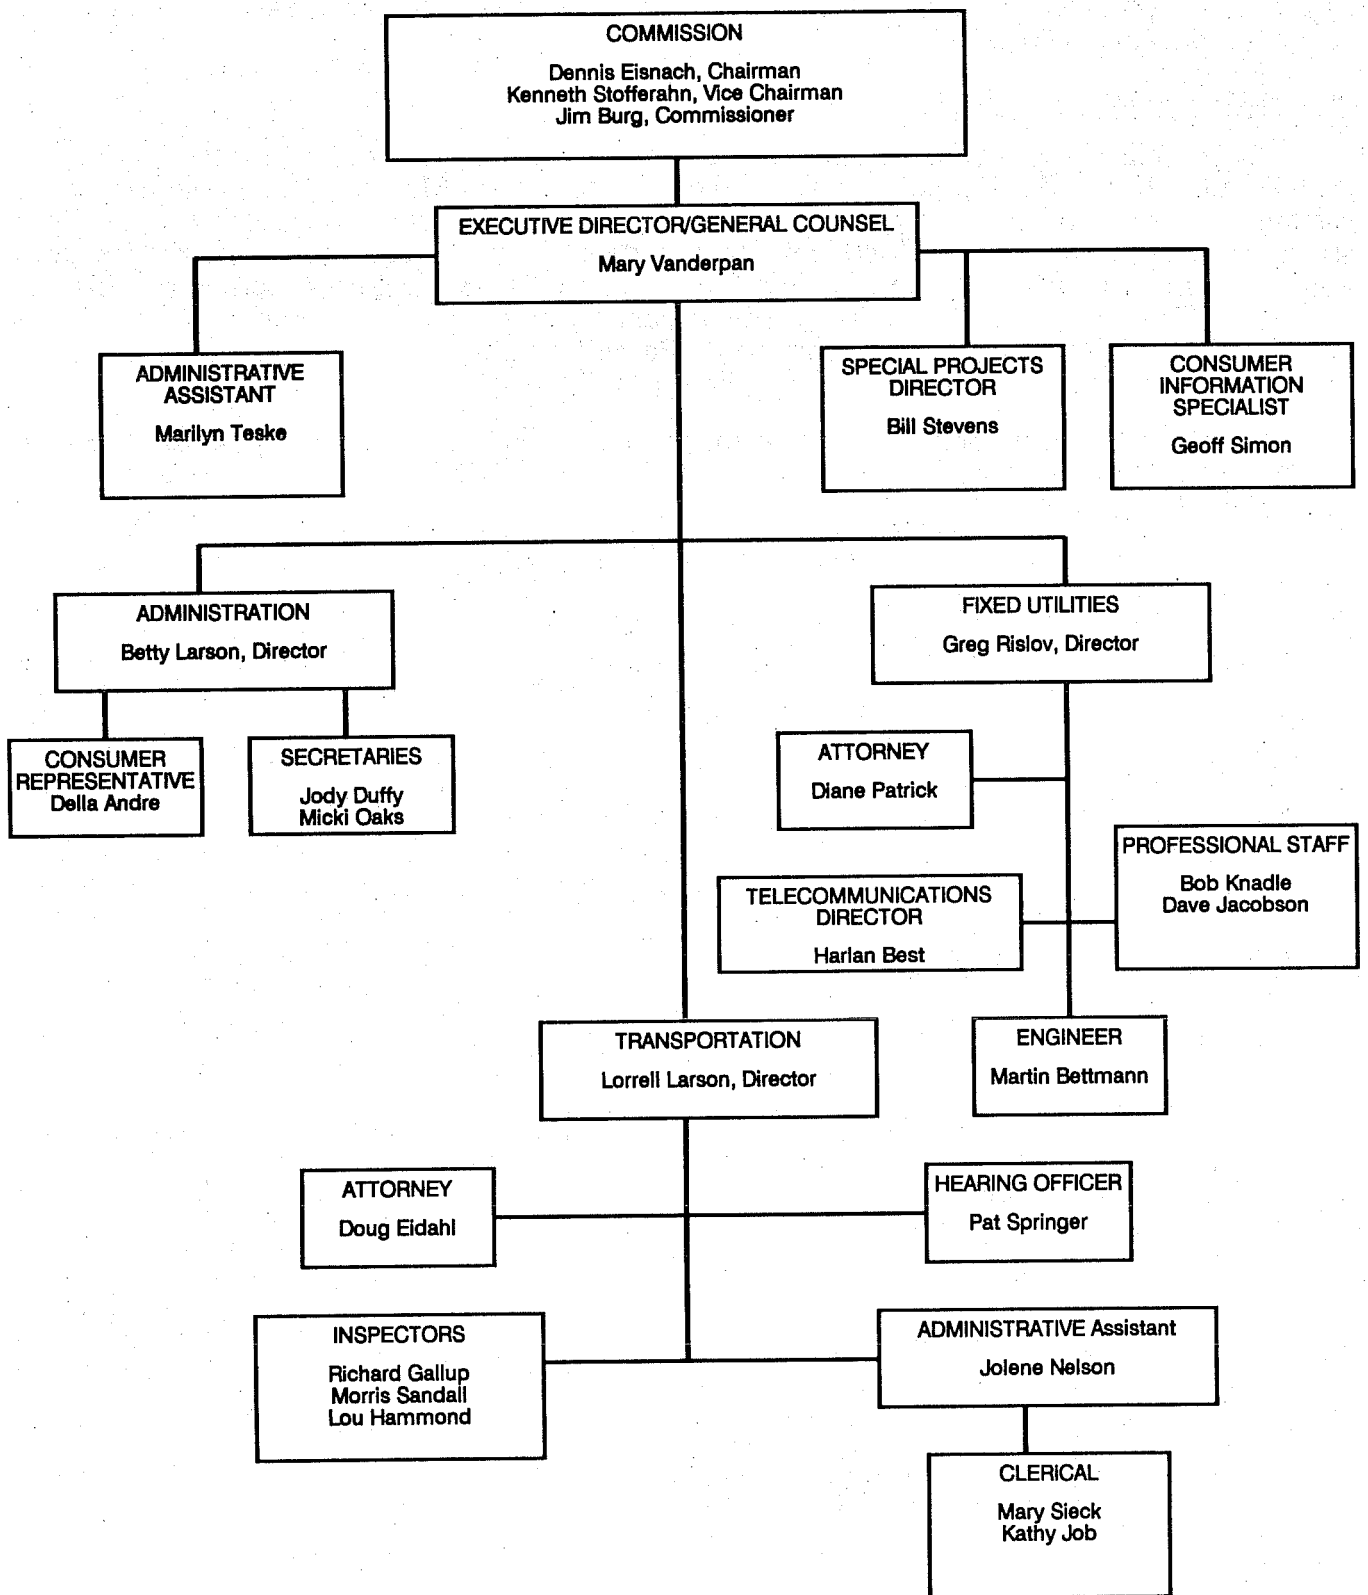 COMMISSION
Dennis Eisnach, Chairman
Kenneth Stofferahn, Vice Chairman
Jim Burg, Commissioner
EXECUTIVE DIRECTOR/GENERAL COUNSEL
Mary Vanderpan
ADMINISTRATIVE
ASSISTANT
Marilyn Teske
SPECIAL PROJECTS
DIRECTOR
Bill Stevens
CONSUMER
INFORMATION
SPECIALIST
Geoff Simon
ADMINISTRATION
Betty Larson, Director
FIXED UTILITIES
Greg Rislov, Director
CONSUMER
REPRESENTATIVE
Della Andre
SECRETARIES
Jody Duffy
Micki Oaks
ATTORNEY
Diane Patrick
PROFESSIONAL STAFF
Bob Knadle
Dave Jacobson
TELECOMMUNICATIONS
DIRECTOR
Harlan Best
TRANSPORTATION
Lorrell Larson, Director
ENGINEER
Martin Bettmann
ATTORNEY
Doug Eidahl
HEARING OFFICER
Pat Springer
INSPECTORS
Richard Gallup
Morris Sandall
Lou Hammond
ADMINISTRATIVE Assistant
Jolene Nelson
CLERICAL
Mary Sieck
Kathy Job